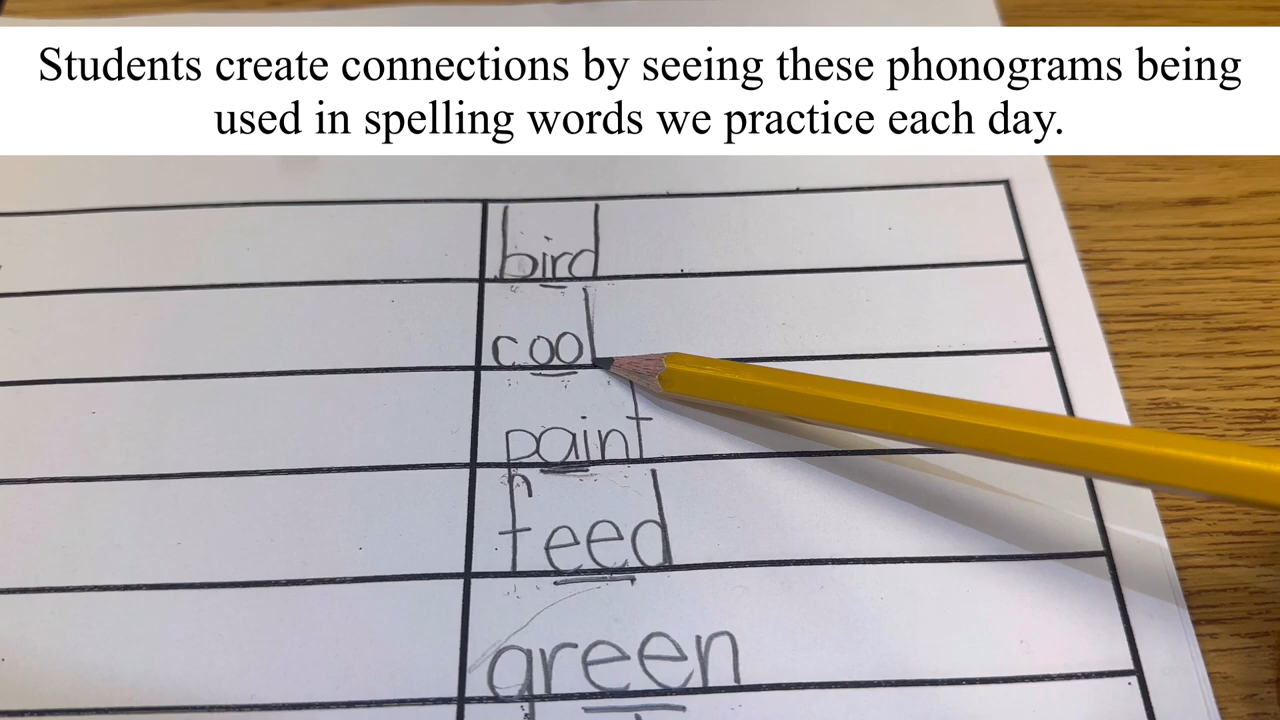 Students create connections by seeing these phonograms being
used in spelling words we practice each day.
bird
cool
paint
feed
green